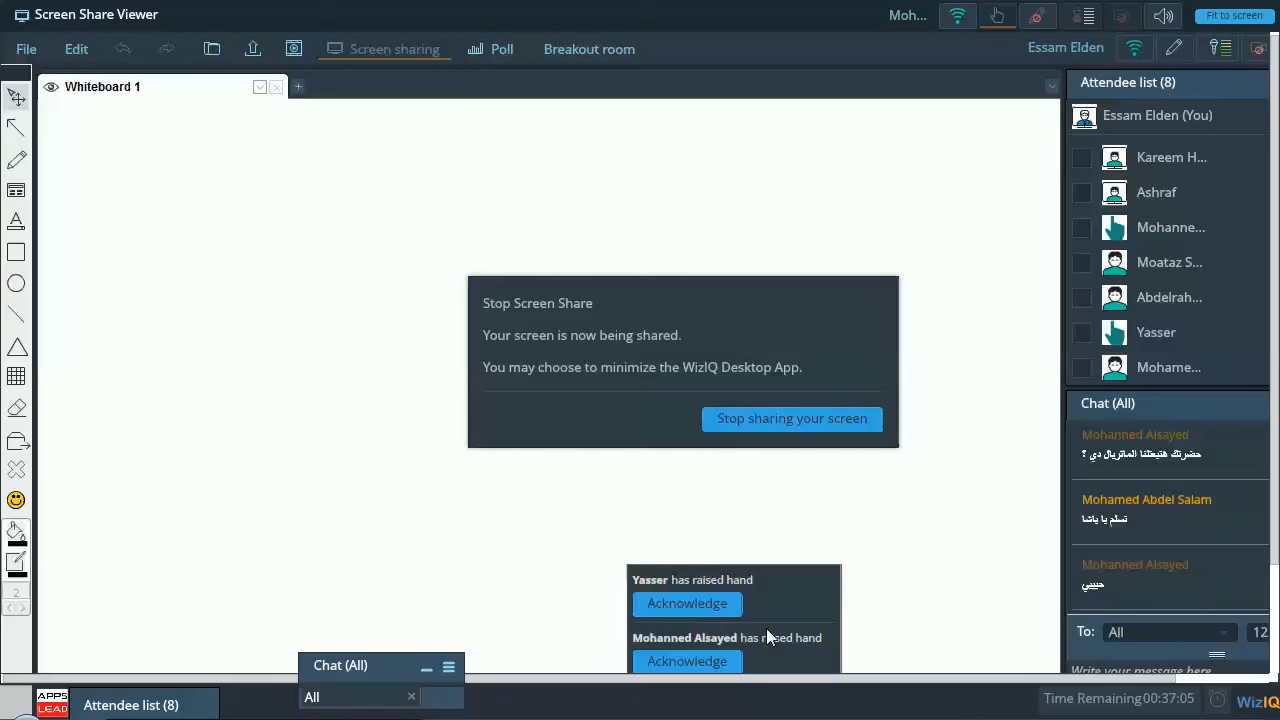 Screen Share Viewer
Moh...
Fit to screen
File Edit Screen sharing Poll Breakout room
Essam Elden
Whiteboard 1
Attendee list (8)
Essam Elden (You)
Kareem H...
Ashraf
Mohanne...
Moataz S...
Abdelrah...
Yasser
Mohame...
Stop Screen Share
Your screen is now being shared.
You may choose to minimize the WizIQ Desktop App.
Stop sharing your screen
Chat (All)
Mohanned Alsayed
حضرتك هتبعتلنا الماتريال دي ؟
Mohamed Abdel Salam
تسلم يا باشا
Mohanned Alsayed
حبيبي
Yasser has raised hand
Acknowledge
Mohanned Alsayed has raised hand
Acknowledge
To: All 12
Write your message here
2
Chat (All)
All
APPS
LEAD
Attendee list (8)
Time Remaining 00:37:05
WizIQ